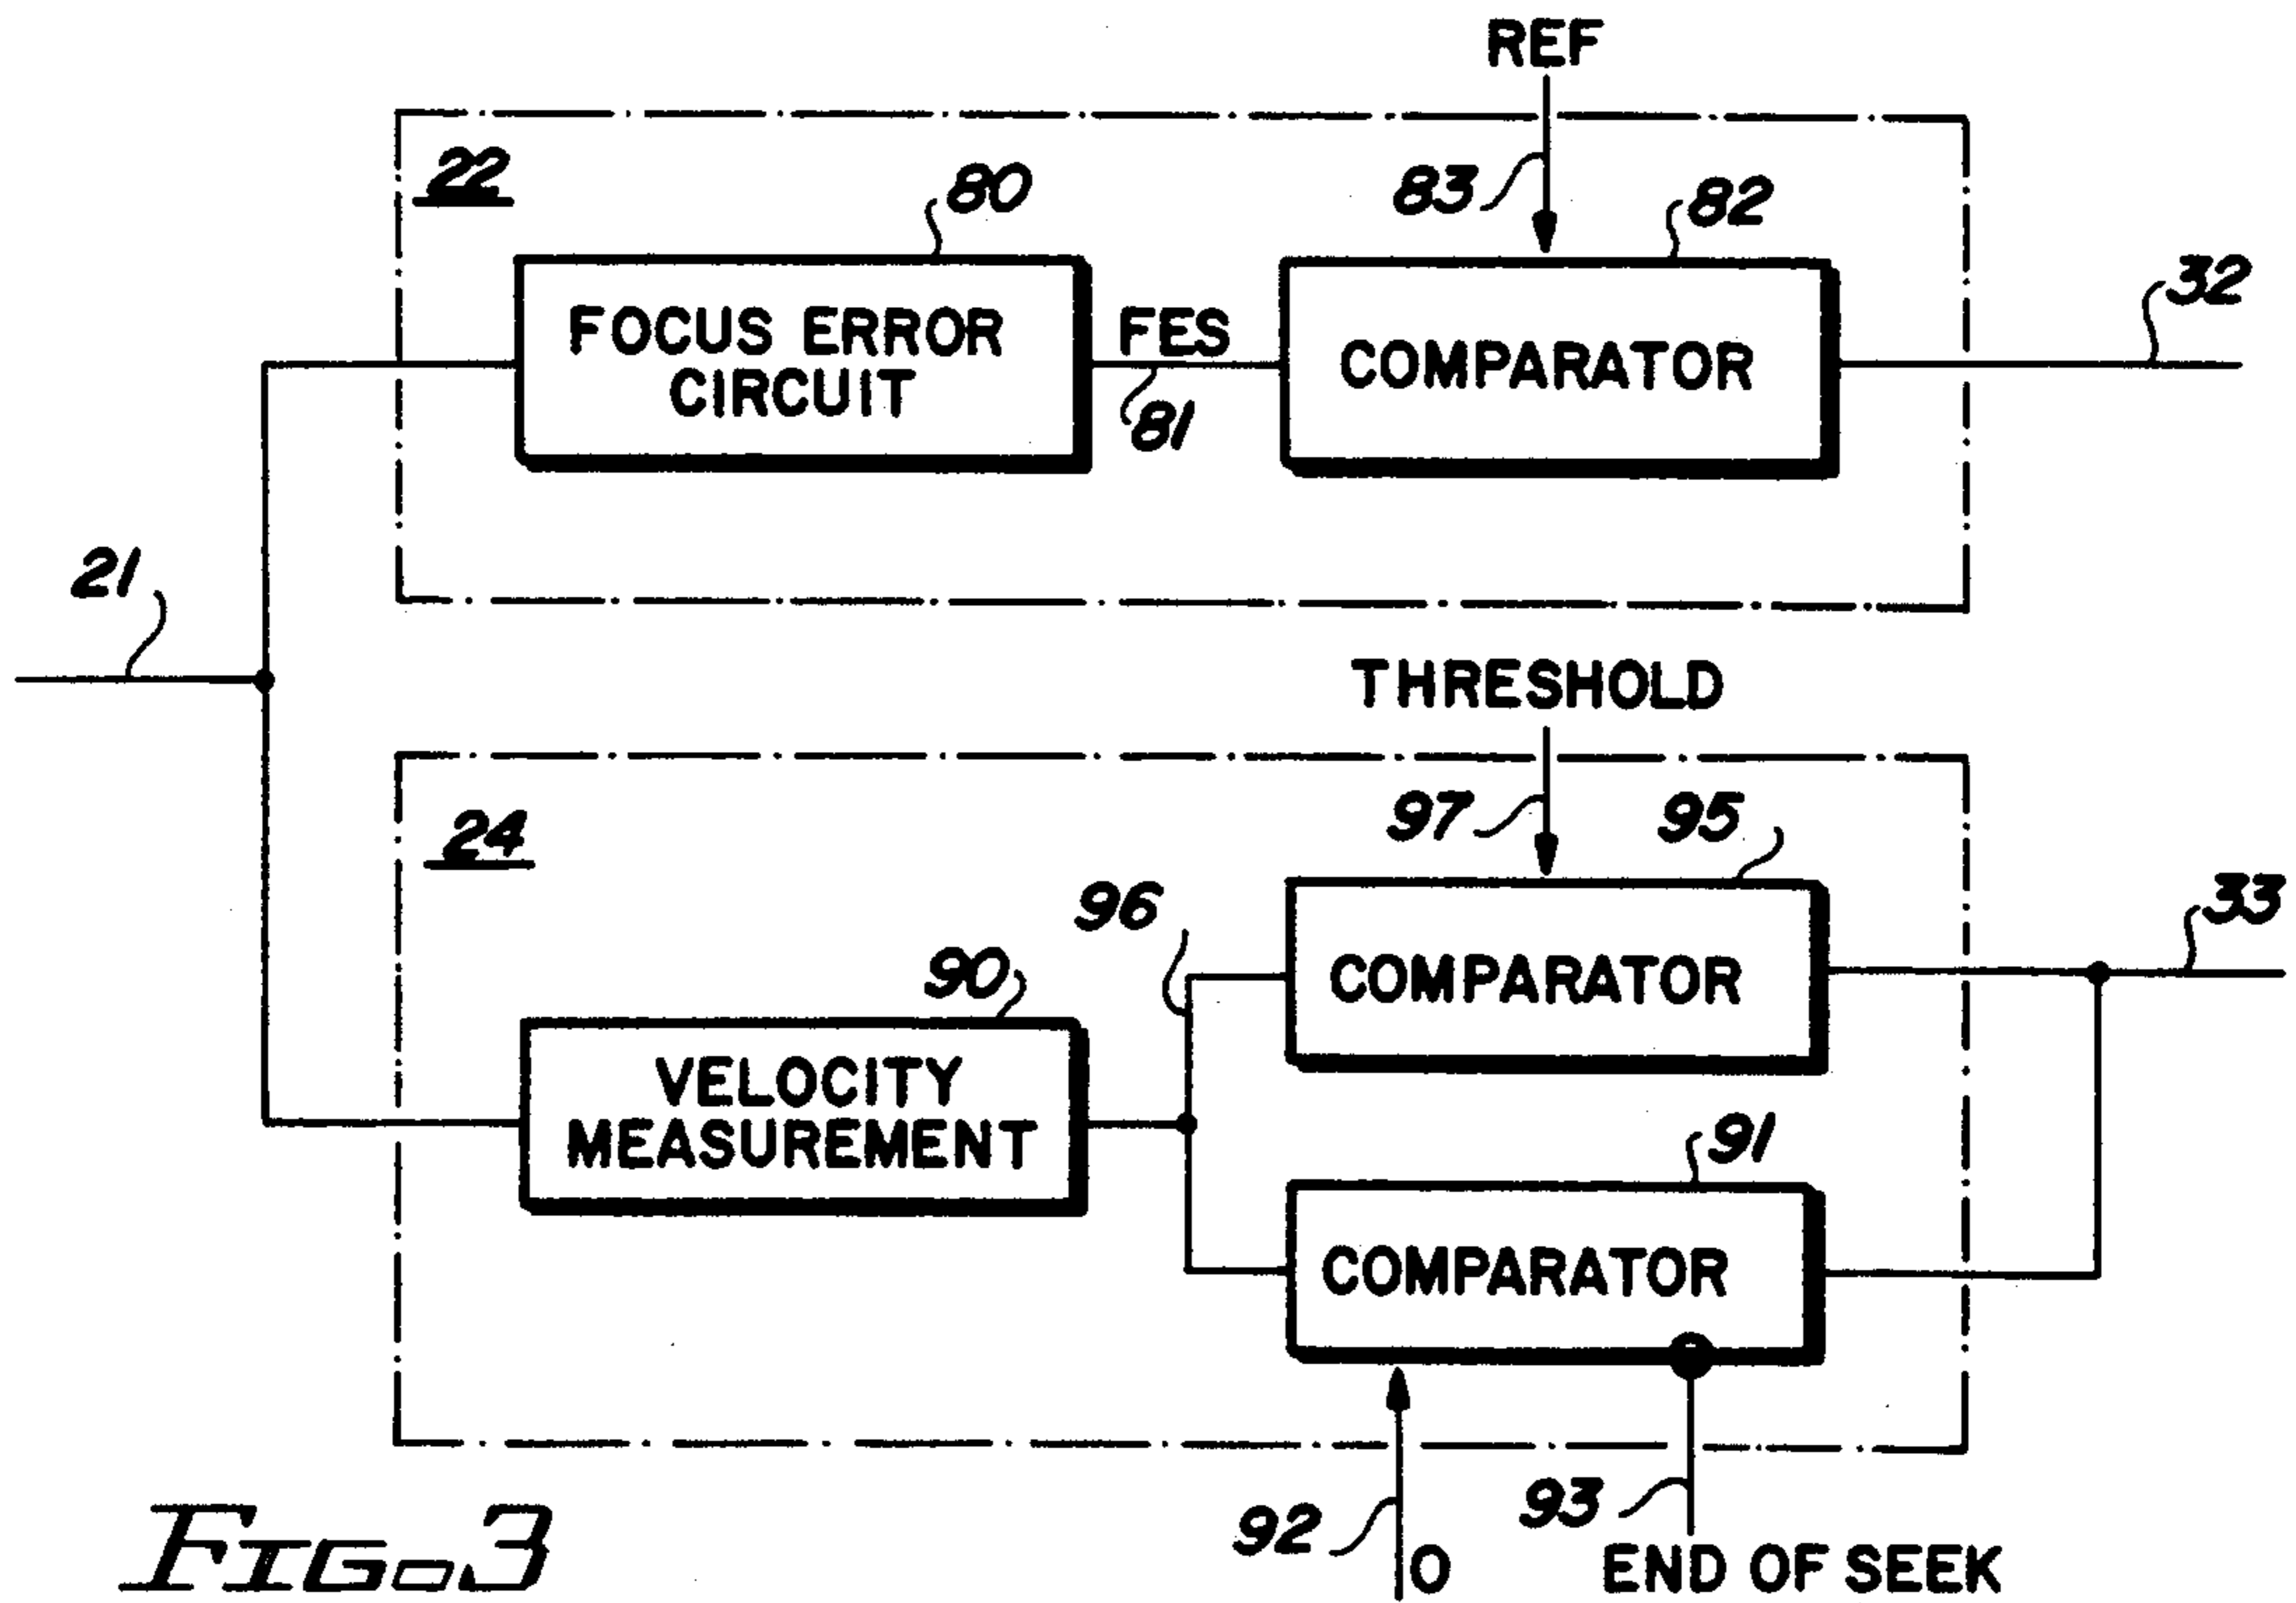 REF
22
80
83
82
FOCUS ERROR
CIRCUIT
FES
81
COMPARATOR
32
21
THRESHOLD
24
97
95
96
COMPARATOR
33
90
VELOCITY
MEASUREMENT
91
COMPARATOR
92
0
93
END OF SEEK
FIG. 3